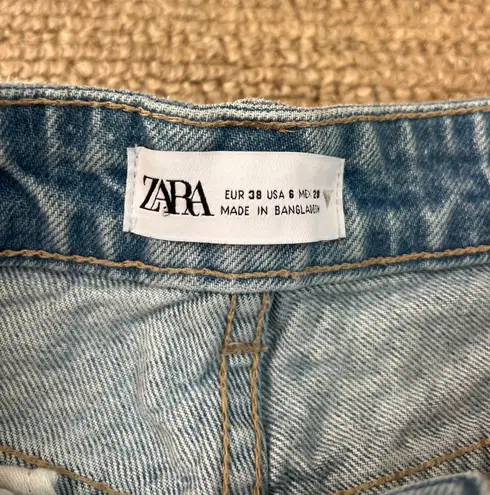 ZARA
EUR 38 USA 6 MEX 28
MADE IN BANGLADESH